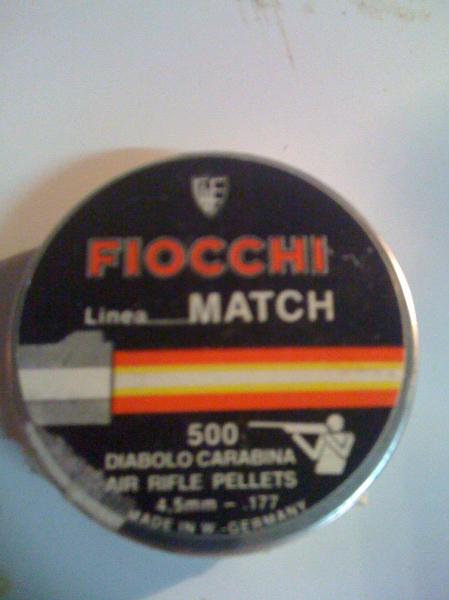 FIOCCHI
Linea MATCH
500
DIABOLO CARABINA
AIR RIFLE PELLETS
4,5mm - .177
MADE IN W.-GERMANY